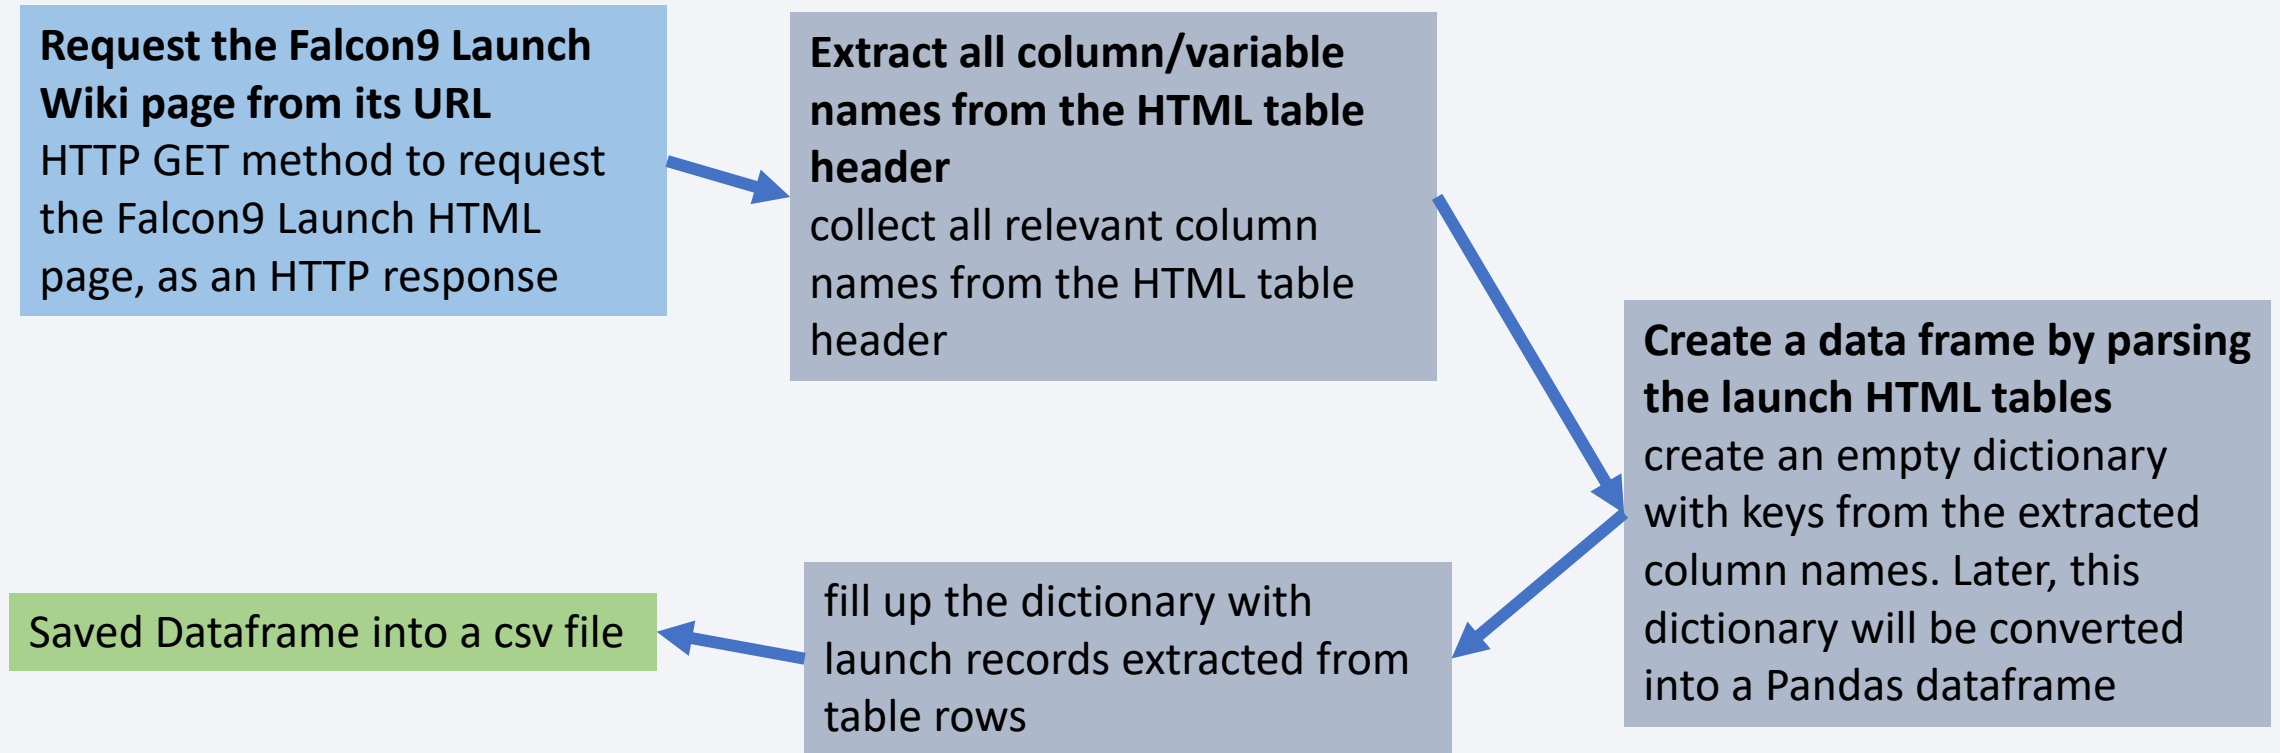 Request the Falcon9 Launch
Wiki page from its URL
HTTP GET method to request
the Falcon9 Launch HTML
page, as an HTTP response
Extract all column/variable
names from the HTML table
header
collect all relevant column
names from the HTML table
header
Create a data frame by parsing
the launch HTML tables
create an empty dictionary
with keys from the extracted
column names. Later, this
dictionary will be converted
into a Pandas dataframe
fill up the dictionary with
launch records extracted from
table rows
Saved Dataframe into a csv file